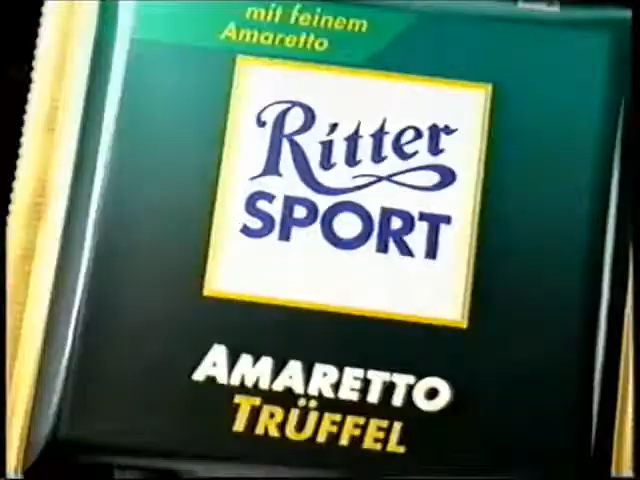 mit feinem
Amaretto
Ritter
SPORT
AMARETTO
TRÜFFEL